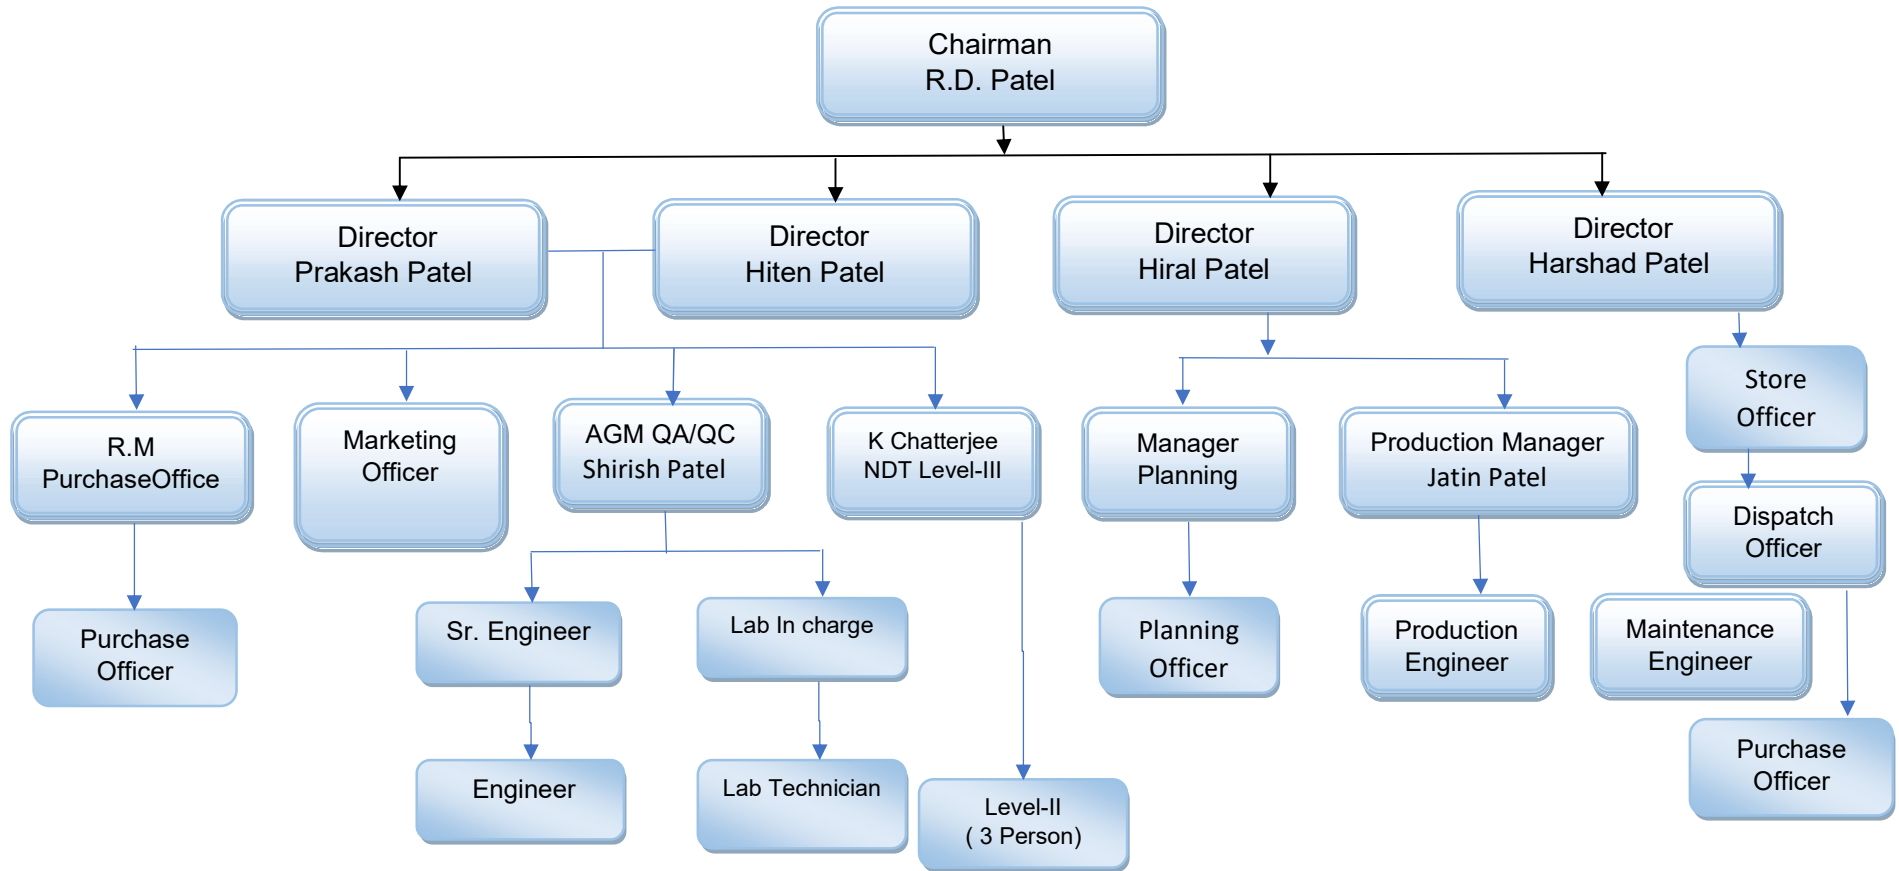 Chairman
R.D. Patel
Director
Prakash Patel
Director
Hiten Patel
Director
Hiral Patel
Director
Harshad Patel
Store
Officer
R.M
PurchaseOffice
Marketing
Officer
AGM QA/QC
Shirish Patel
K Chatterjee
NDT Level-III
Manager
Planning
Production Manager
Jatin Patel
Dispatch
Officer
Purchase
Officer
Sr. Engineer
Lab In charge
Planning
Officer
Production
Engineer
Maintenance
Engineer
Engineer
Lab Technician
Level-II
( 3 Person)
Purchase
Officer